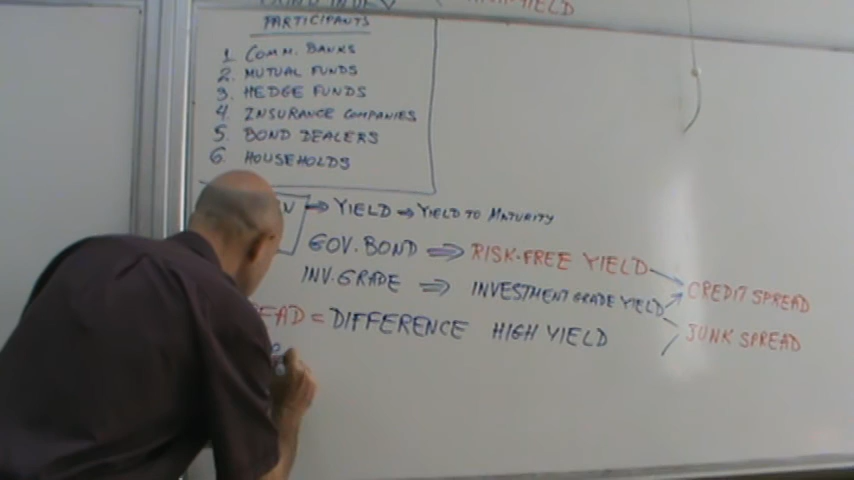 YIELD
PARTICIPANTS
1. COMM. BANKS
2. MUTUAL FUNDS
3. HEDGE FUNDS
4. INSURANCE COMPANIES
5. BOND DEALERS
6. HOUSEHOLDS
⇒ YIELD ⇒ YIELD TO MATURITY
GOV. BOND ⇒ RISK-FREE YIELD
CREDIT SPREAD
INV. GRADE ⇒ INVESTMENT GRADE YIELD
EAD = DIFFERENCE HIGH YIELD
JUNK SPREAD